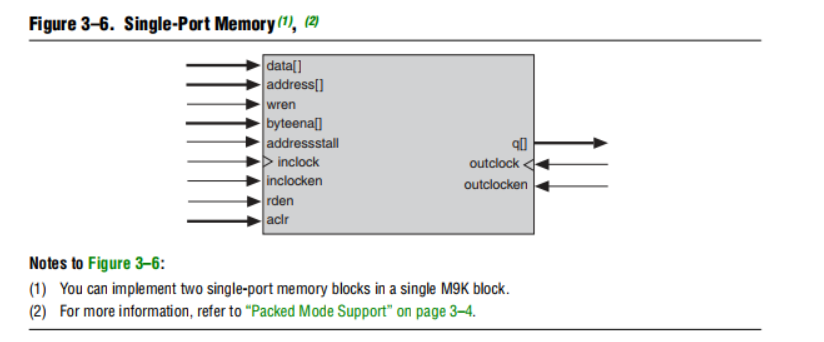 Figure 3–6. Single-Port Memory (1), (2)
data[]
address[]
wren
byteena[]
addressstall
inclock
inclocken
rden
aclr
q[]
outclock
outclocken
Notes to Figure 3–6:
(1) You can implement two single-port memory blocks in a single M9K block.
(2) For more information, refer to “Packed Mode Support” on page 3–4.